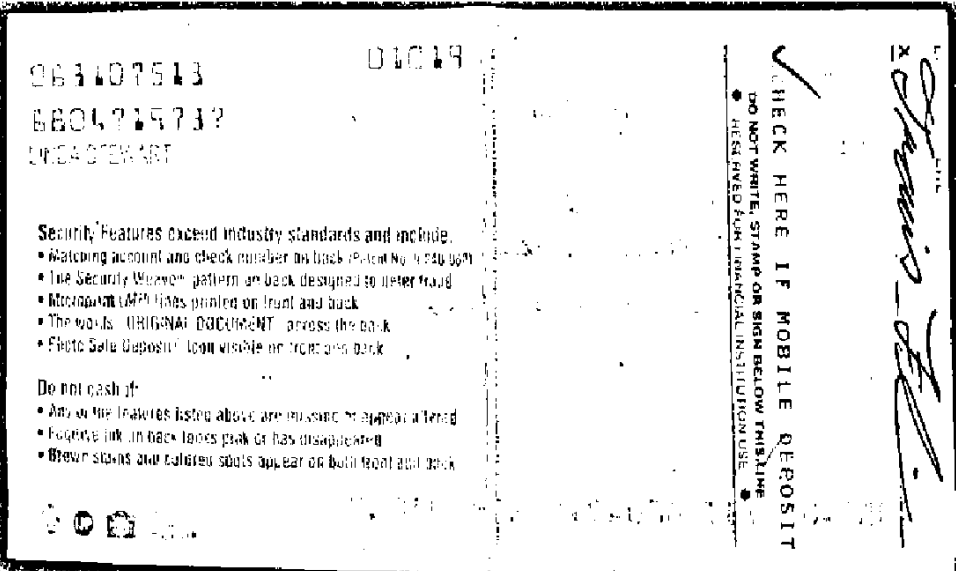 01019
063107513
6804719737
LINDA STEWART
Security Features exceed industry standards and include:
• Matching account and check number on back
• The Security Weave pattern on back designed to deter fraud
• Microprint lines printed on front and back
• The words ORIGINAL DOCUMENT across the back
• Photo Safe Deposit icon visible on front and back
Do not cash if:
• Any of the features listed above are missing or appear altered
• Fugitive ink on back looks pink or has disappeared
• Brown stains and colored spots appear on both front and back
X
CHECK HERE IF MOBILE DEPOSIT
DO NOT WRITE, STAMP OR SIGN BELOW THIS LINE
• RESERVED FOR FINANCIAL INSTITUTION USE •